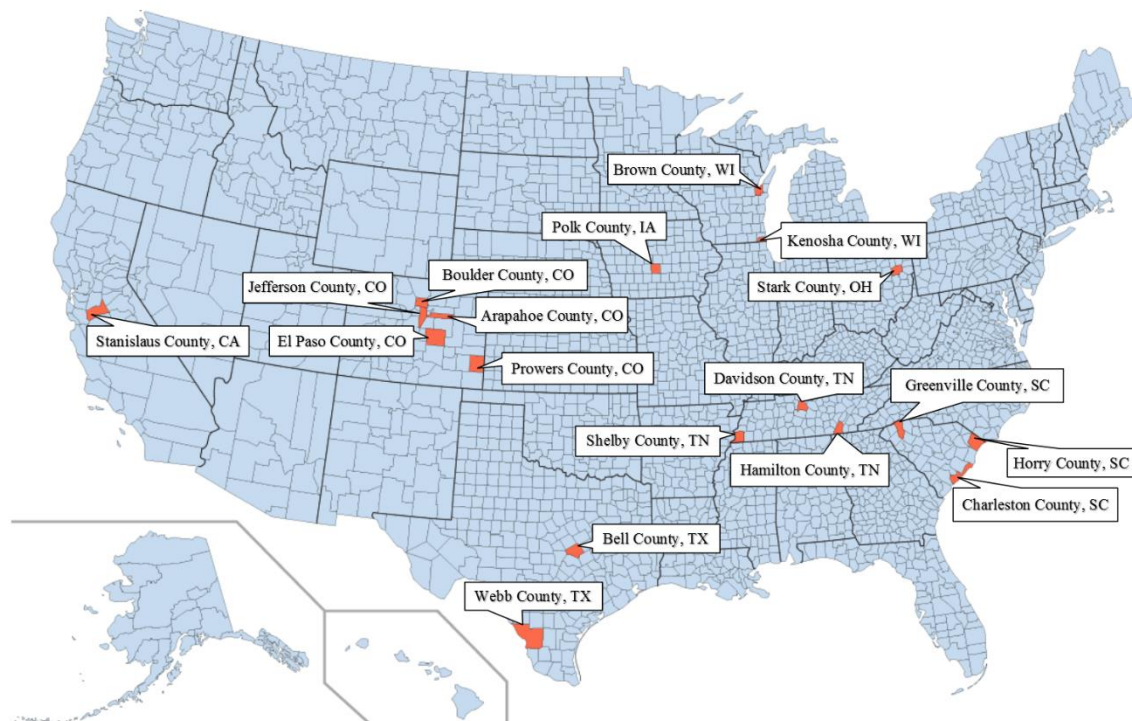 Brown County, WI
Polk County, IA
Kenosha County, WI
Boulder County, CO
Stark County, OH
Jefferson County, CO
Arapahoe County, CO
Stanislaus County, CA
El Paso County, CO
Prowers County, CO
Davidson County, TN
Greenville County, SC
Shelby County, TN
Hamilton County, TN
Horry County, SC
Charleston County, SC
Bell County, TX
Webb County, TX